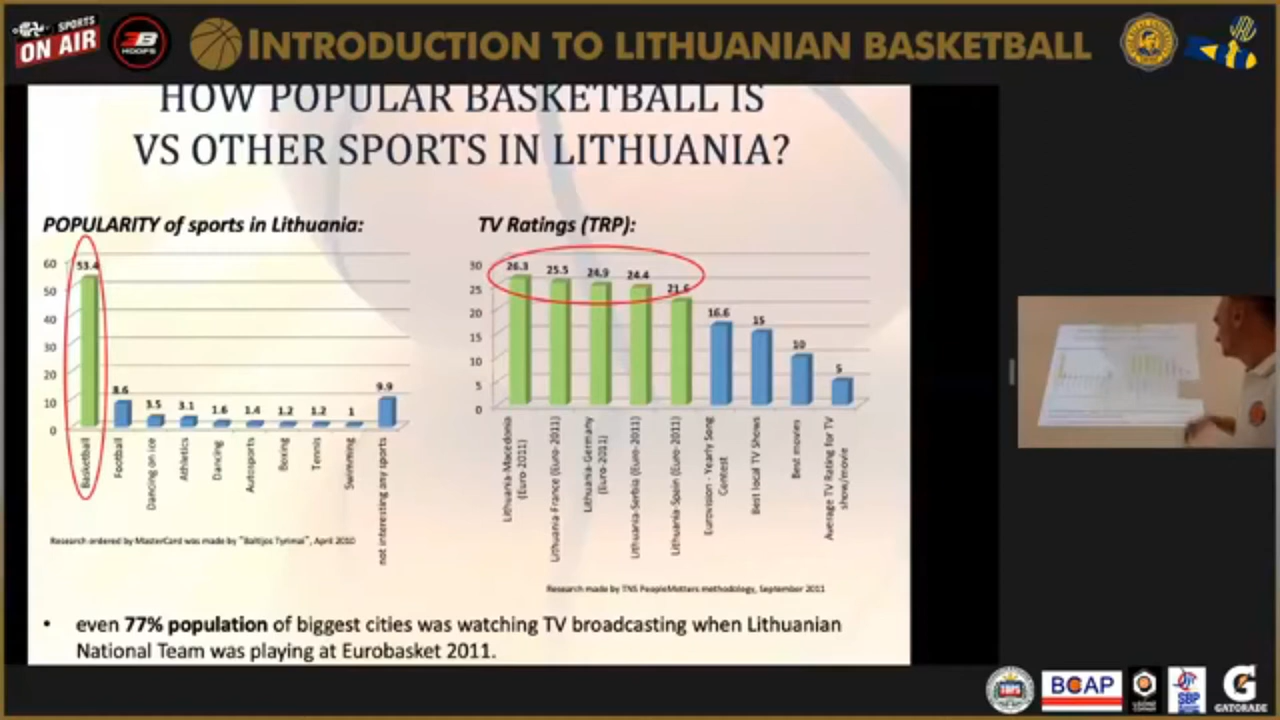 SPORTS
ON AIR
3B
HOOPS
INTRODUCTION TO LITHUANIAN BASKETBALL
HOW POPULAR BASKETBALL IS
VS OTHER SPORTS IN LITHUANIA?
POPULARITY of sports in Lithuania:
60
50
40
30
20
10
0
53.4
8.6
3.5
3.1
1.6
1.4
1.2
1.2
1
9.9
Basketball
Football
Dancing on ice
Athletics
Dancing
Autosports
Boxing
Tennis
Swimming
not interesting any sports
Research ordered by MasterCard was made by "Baltijos Tyrimai", April 2010
TV Ratings (TRP):
30
25
20
15
10
5
0
26.3
25.5
24.9
24.4
21.6
16.6
15
10
5
Lithuania-Macedonia
(Euro-2011)
Lithuania-France (Euro-2011)
Lithuania-Germany
(Euro-2011)
Lithuania-Serbia (Euro-2011)
Lithuania-Spain (Euro-2011)
Eurovision - Yearly Song
Contest
Best local TV Shows
Best movies
Average TV Rating for TV
show/movie
Research made by TNS PeopleMetters methodology, September 2011
• even 77% population of biggest cities was watching TV broadcasting when Lithuanian
National Team was playing at Eurobasket 2011.
BCAP
SBP
G
GATORADE